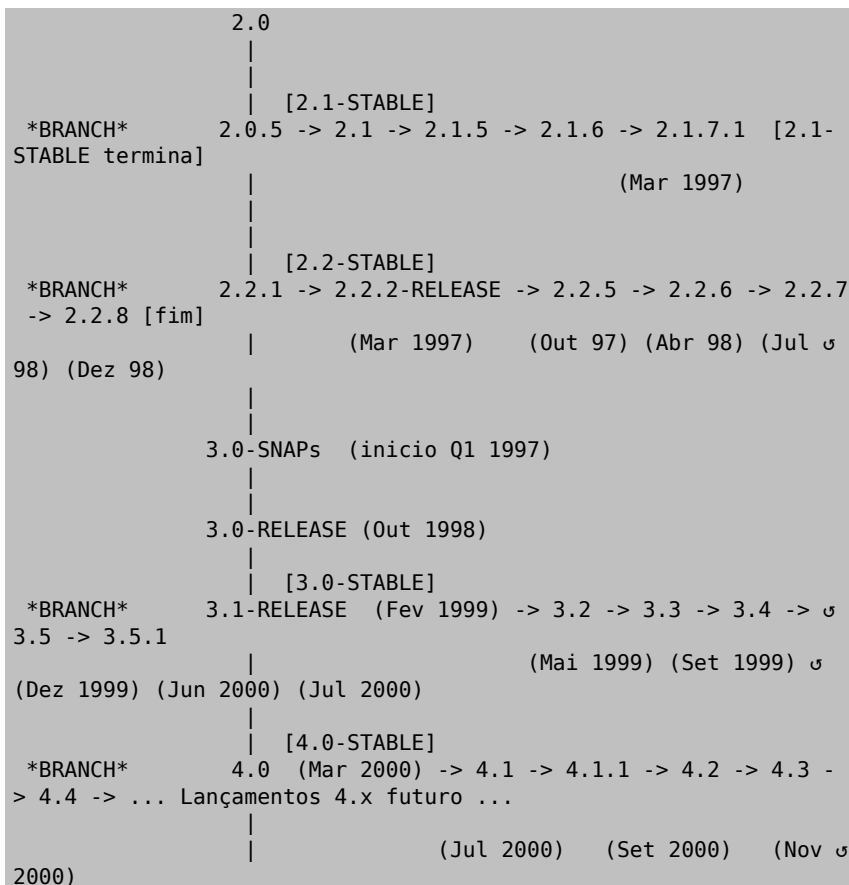 2.0
|
|
| [2.1-STABLE]
*BRANCH* 2.0.5 -> 2.1 -> 2.1.5 -> 2.1.6 -> 2.1.7.1 [2.1-
STABLE termina]
| (Mar 1997)
|
|
| [2.2-STABLE]
*BRANCH* 2.2.1 -> 2.2.2-RELEASE -> 2.2.5 -> 2.2.6 -> 2.2.7
-> 2.2.8 [fim]
| (Mar 1997) (Out 97) (Abr 98) (Jul ↺
98) (Dez 98)
|
|
3.0-SNAPs (inicio Q1 1997)
|
|
3.0-RELEASE (Out 1998)
|
| [3.0-STABLE]
*BRANCH* 3.1-RELEASE (Fev 1999) -> 3.2 -> 3.3 -> 3.4 -> ↺
3.5 -> 3.5.1
| (Mai 1999) (Set 1999) ↺
(Dez 1999) (Jun 2000) (Jul 2000)
|
| [4.0-STABLE]
*BRANCH* 4.0 (Mar 2000) -> 4.1 -> 4.1.1 -> 4.2 -> 4.3 -
> 4.4 -> ... Lançamentos 4.x futuro ...
|
| (Jul 2000) (Set 2000) (Nov ↺
2000)